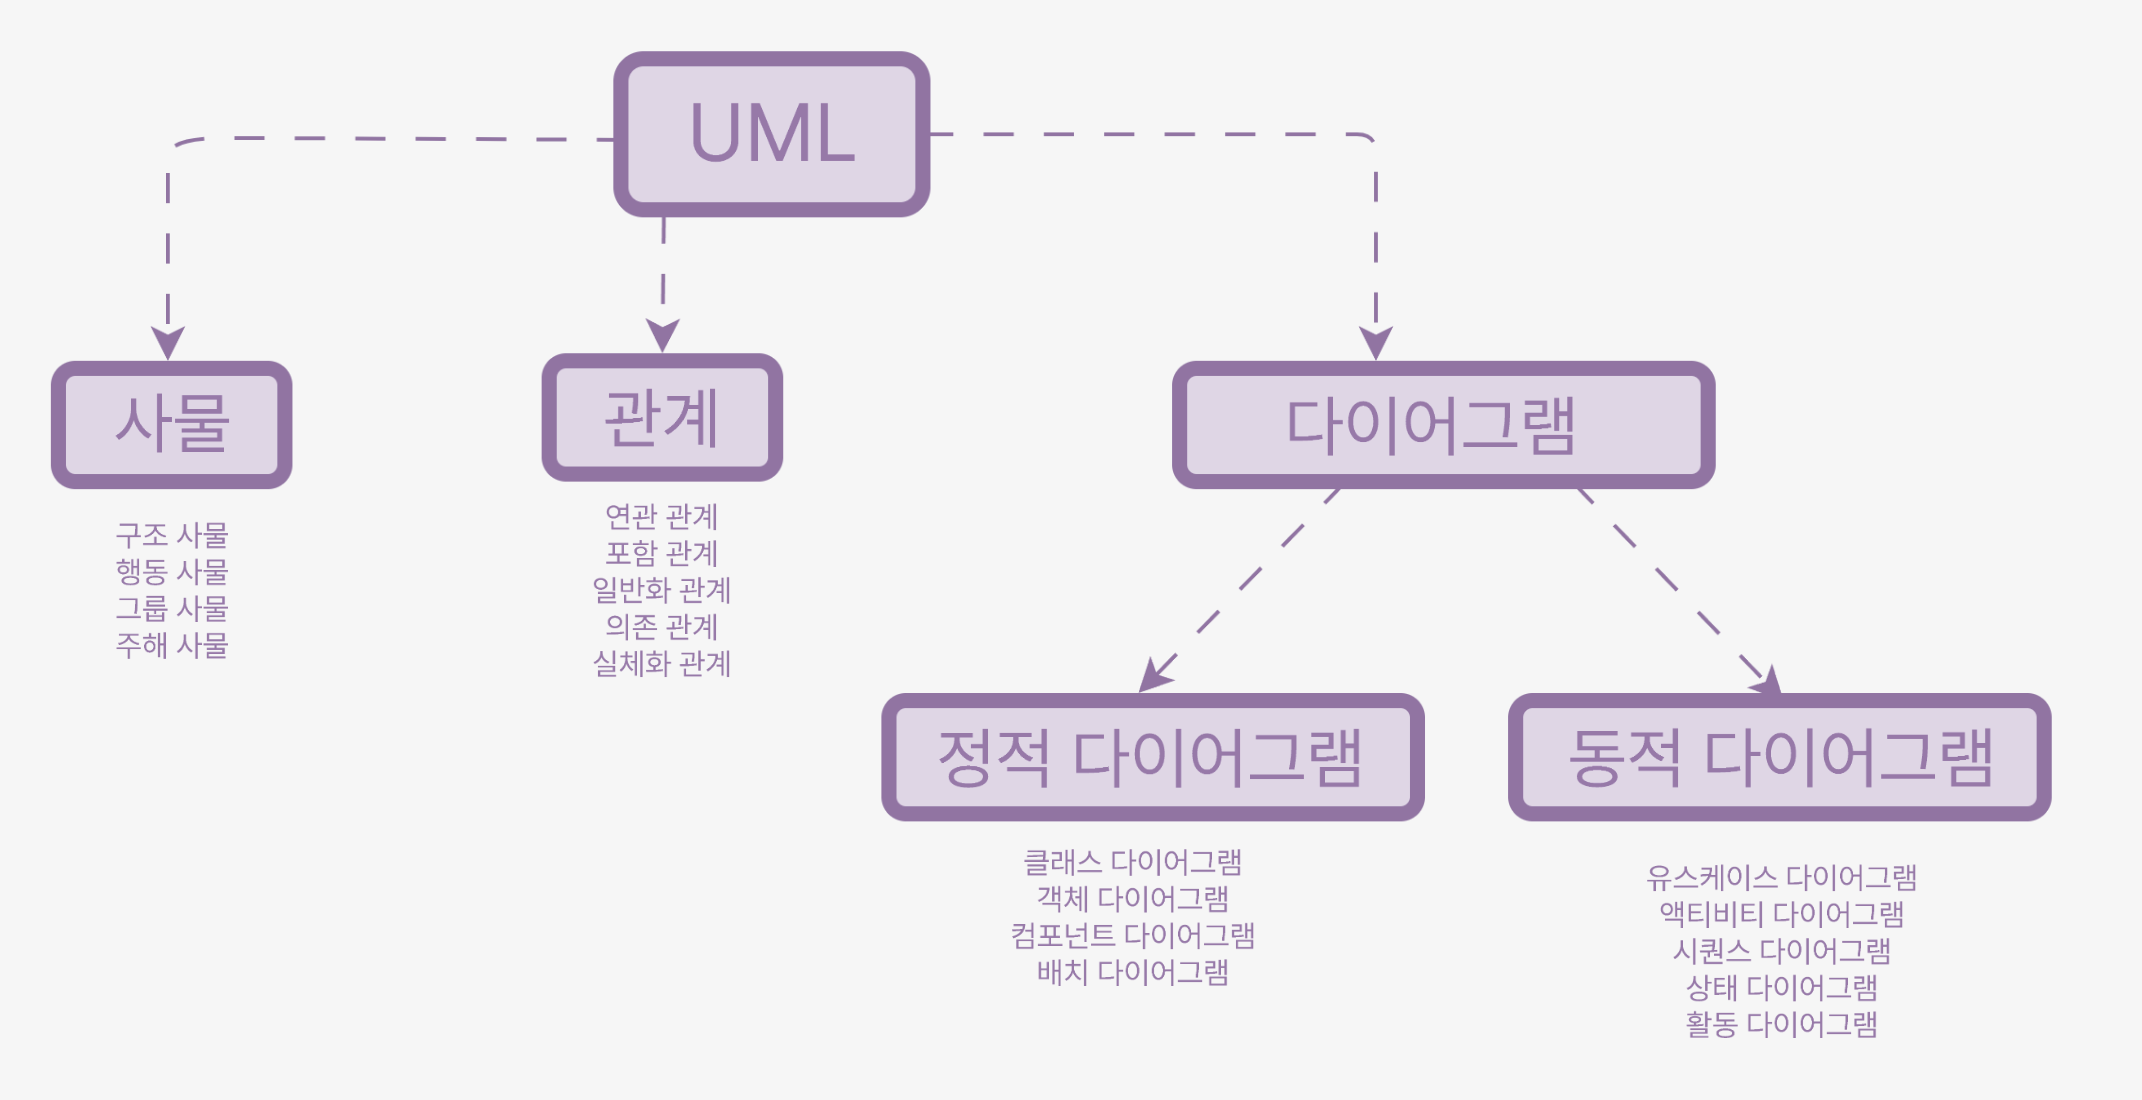 UML
사물
구조 사물
행동 사물
그룹 사물
주해 사물
관계
연관 관계
포함 관계
일반화 관계
의존 관계
실체화 관계
다이어그램
정적 다이어그램
클래스 다이어그램
객체 다이어그램
컴포넌트 다이어그램
배치 다이어그램
동적 다이어그램
유스케이스 다이어그램
액티비티 다이어그램
시퀀스 다이어그램
상태 다이어그램
활동 다이어그램